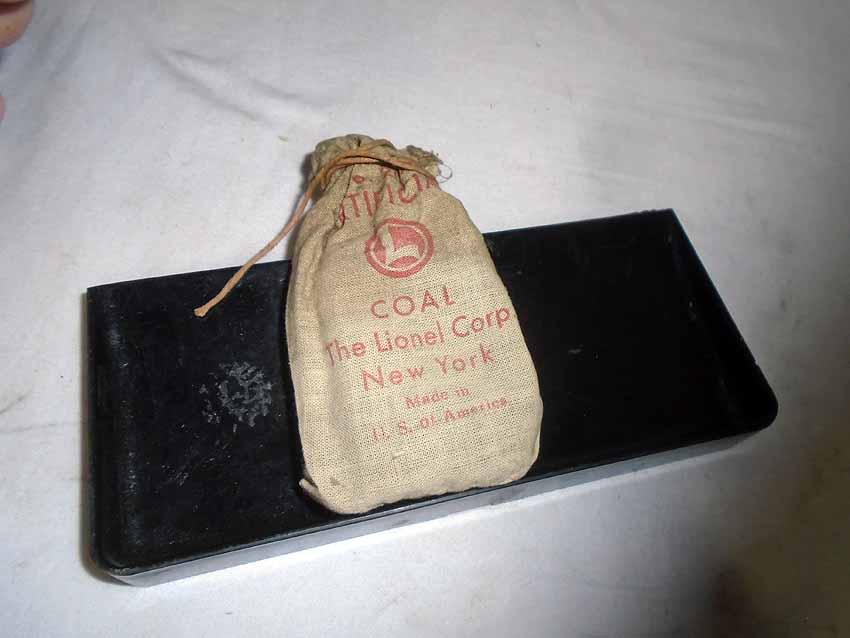 L
COAL
The Lionel Corp
New York
Made in
U. S. Of America